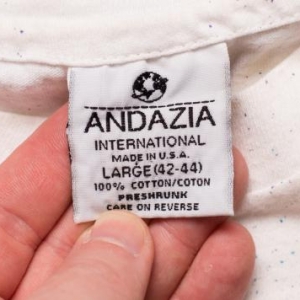 ANDAZIA
INTERNATIONAL
MADE IN U.S.A.
LARGE (42-44)
100% COTTON/COTON
PRESHRUNK
CARE ON REVERSE